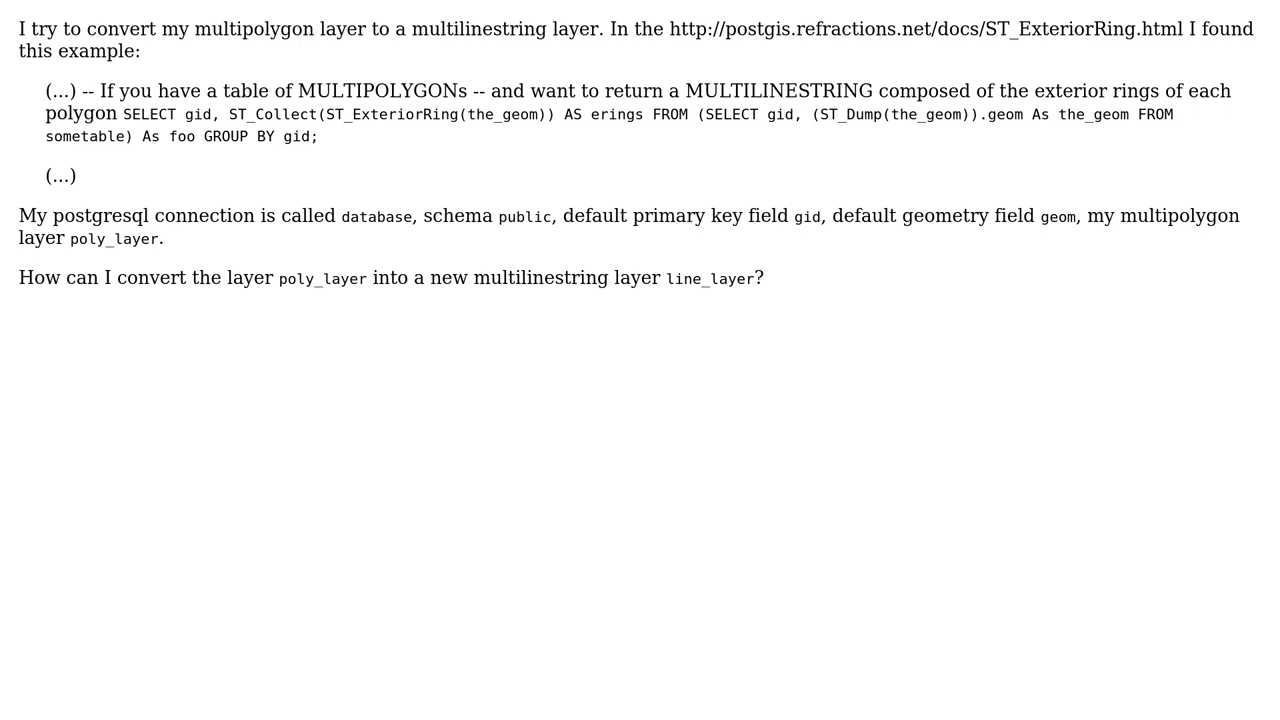 I try to convert my multipolygon layer to a multilinestring layer. In the http://postgis.refractions.net/docs/ST_ExteriorRing.html I found
this example:
(...) -- If you have a table of MULTIPOLYGONs -- and want to return a MULTILINESTRING composed of the exterior rings of each
polygon SELECT gid, ST_Collect(ST_ExteriorRing(the_geom)) AS erings FROM (SELECT gid, (ST_Dump(the_geom)).geom As the_geom FROM
sometable) As foo GROUP BY gid;
(...)
My postgresql connection is called database, schema public, default primary key field gid, default geometry field geom, my multipolygon
layer poly_layer.
How can I convert the layer poly_layer into a new multilinestring layer line_layer?